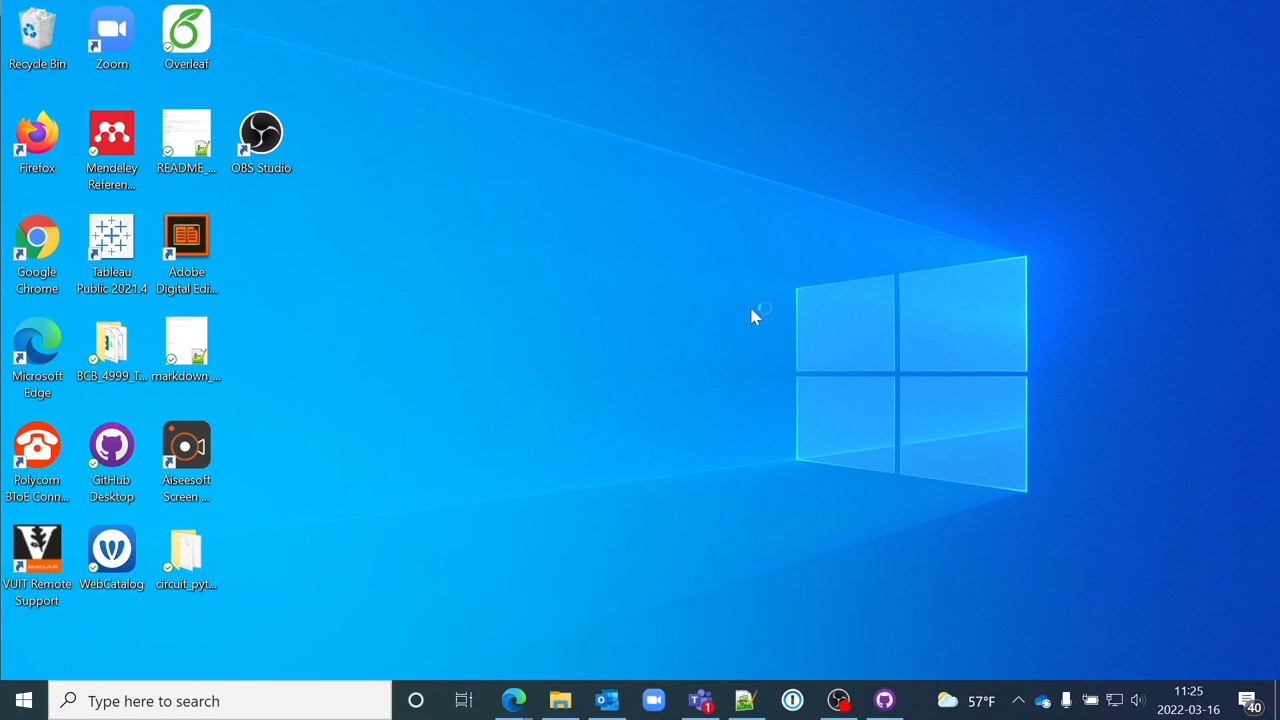 Recycle Bin
Zoom
Overleaf
Firefox
Mendeley
Referen...
README_...
OBS Studio
Google
Chrome
Tableau
Public 2021.4
Adobe
Digital Edi...
Microsoft
Edge
BCB_4999_T...
markdown_...
Polycom
BToE Conn...
GitHub
Desktop
Aiseesoft
Screen ...
VUIT Remote
Support
WebCatalog
circuit_pyt...
Type here to search
1
57°F
11:25
2022-03-16
40